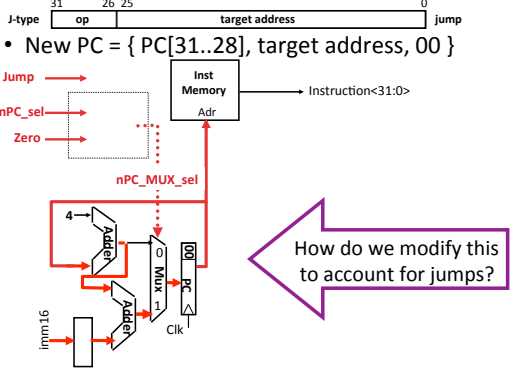 31 26 25 0
J-type op target address jump
• New PC = { PC[31..28], target address, 00 }
Jump
Inst
Memory
Instruction<31:0>
nPC_sel
Adr
Zero
nPC_MUX_sel
4
Adder
0
00
Mux
PC
1
Adder
Clk
imm16
How do we modify this
to account for jumps?